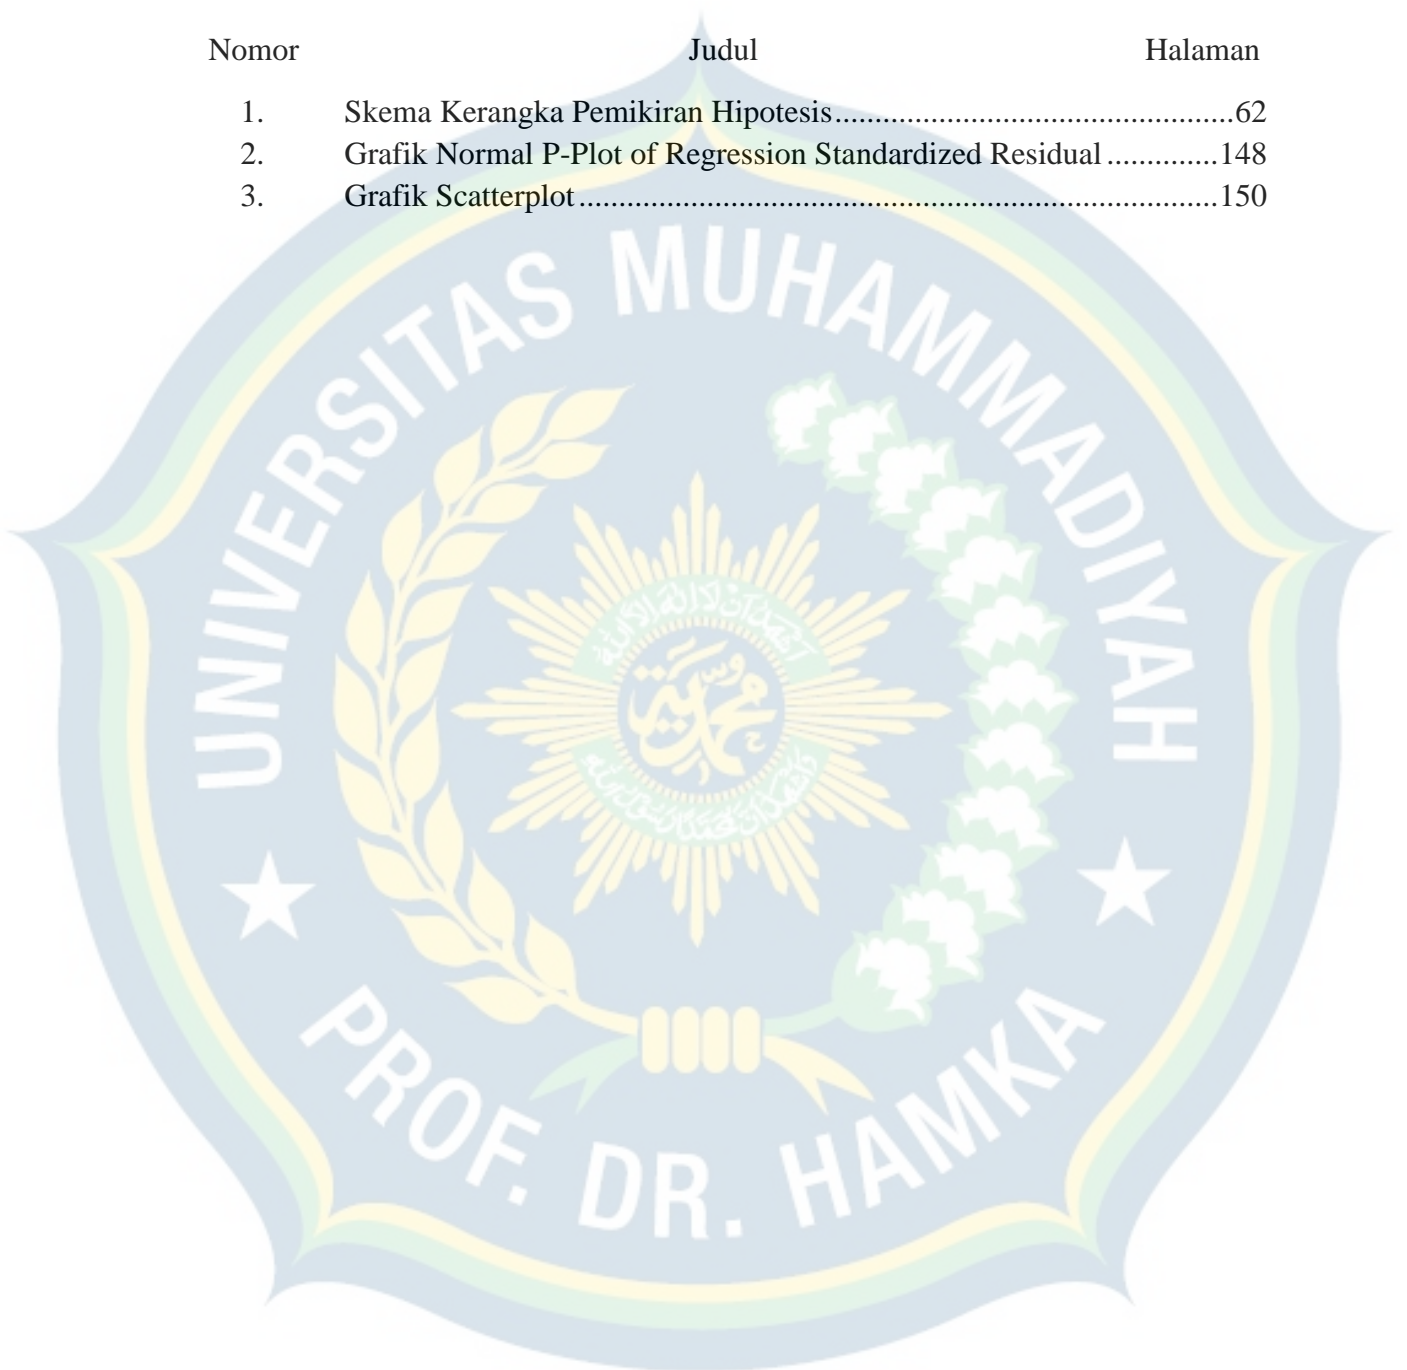 Nomor Judul Halaman
1. Skema Kerangka Pemikiran Hipotesis..................................................62
2. Grafik Normal P-Plot of Regression Standardized Residual..............148
3. Grafik Scatterplot................................................................................150
UNIVERSITAS MUHAMMADIYAH
محمدية
PROF. DR. HAMKA